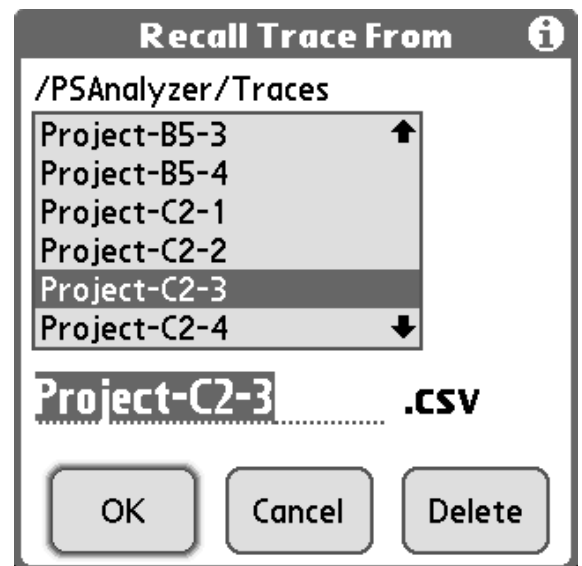 Recall Trace From
/PSAnalyzer/Traces
Project-B5-3
Project-B5-4
Project-C2-1
Project-C2-2
Project-C2-3
Project-C2-4
Project-C2-3 .csv
OK Cancel Delete